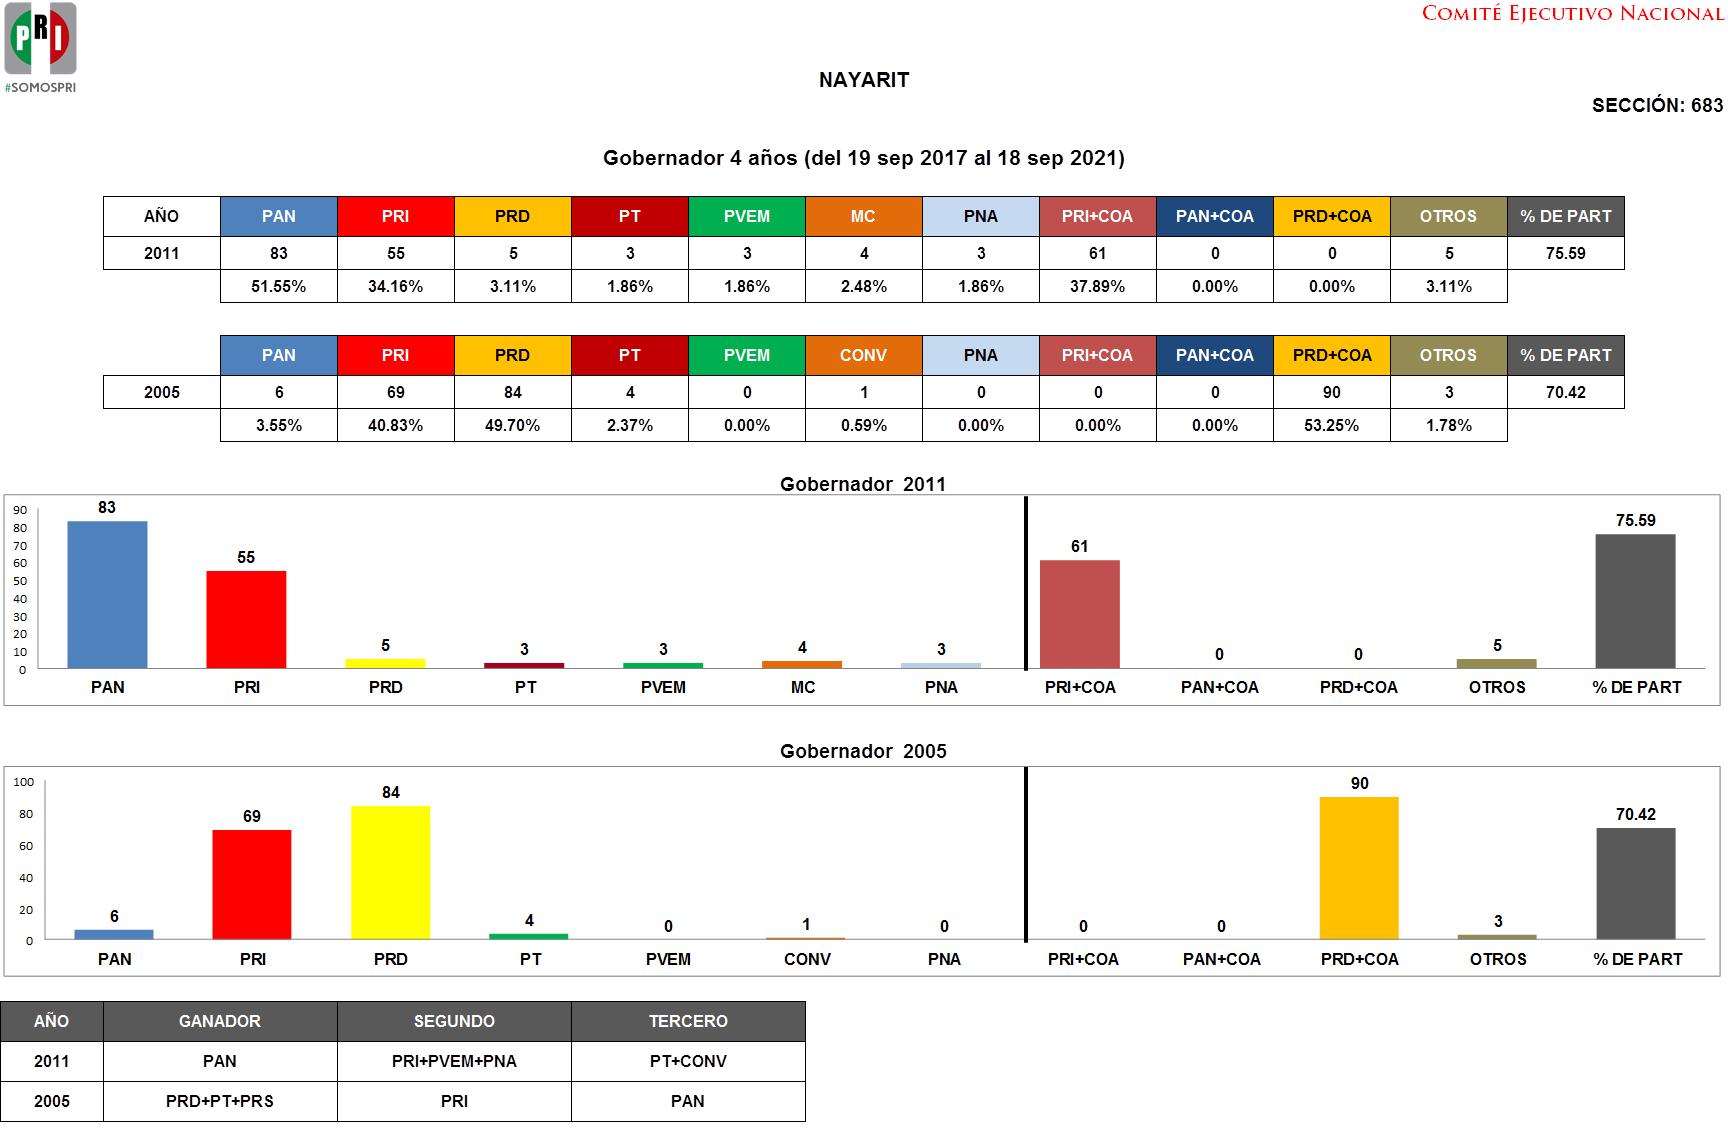 PRI
#SOMOSPRI
COMITÉ EJECUTIVO NACIONAL
NAYARIT
SECCIÓN: 683
Gobernador 4 años (del 19 sep 2017 al 18 sep 2021)
AÑO PAN PRI PRD PT PVEM MC PNA PRI+COA PAN+COA PRD+COA OTROS % DE PART
2011 83 55 5 3 3 4 3 61 0 0 5 75.59
51.55% 34.16% 3.11% 1.86% 1.86% 2.48% 1.86% 37.89% 0.00% 0.00% 3.11%
PAN PRI PRD PT PVEM CONV PNA PRI+COA PAN+COA PRD+COA OTROS % DE PART
2005 6 69 84 4 0 1 0 0 0 90 3 70.42
3.55% 40.83% 49.70% 2.37% 0.00% 0.59% 0.00% 0.00% 0.00% 53.25% 1.78%
Gobernador 2011
90
80
70
60
50
40
30
20
10
0
83 55 5 3 3 4 3 61 0 0 5 75.59
PAN PRI PRD PT PVEM MC PNA PRI+COA PAN+COA PRD+COA OTROS % DE PART
Gobernador 2005
100
80
60
40
20
0
6 69 84 4 0 1 0 0 0 90 3 70.42
PAN PRI PRD PT PVEM CONV PNA PRI+COA PAN+COA PRD+COA OTROS % DE PART
AÑO GANADOR SEGUNDO TERCERO
2011 PAN PRI+PVEM+PNA PT+CONV
2005 PRD+PT+PRS PRI PAN